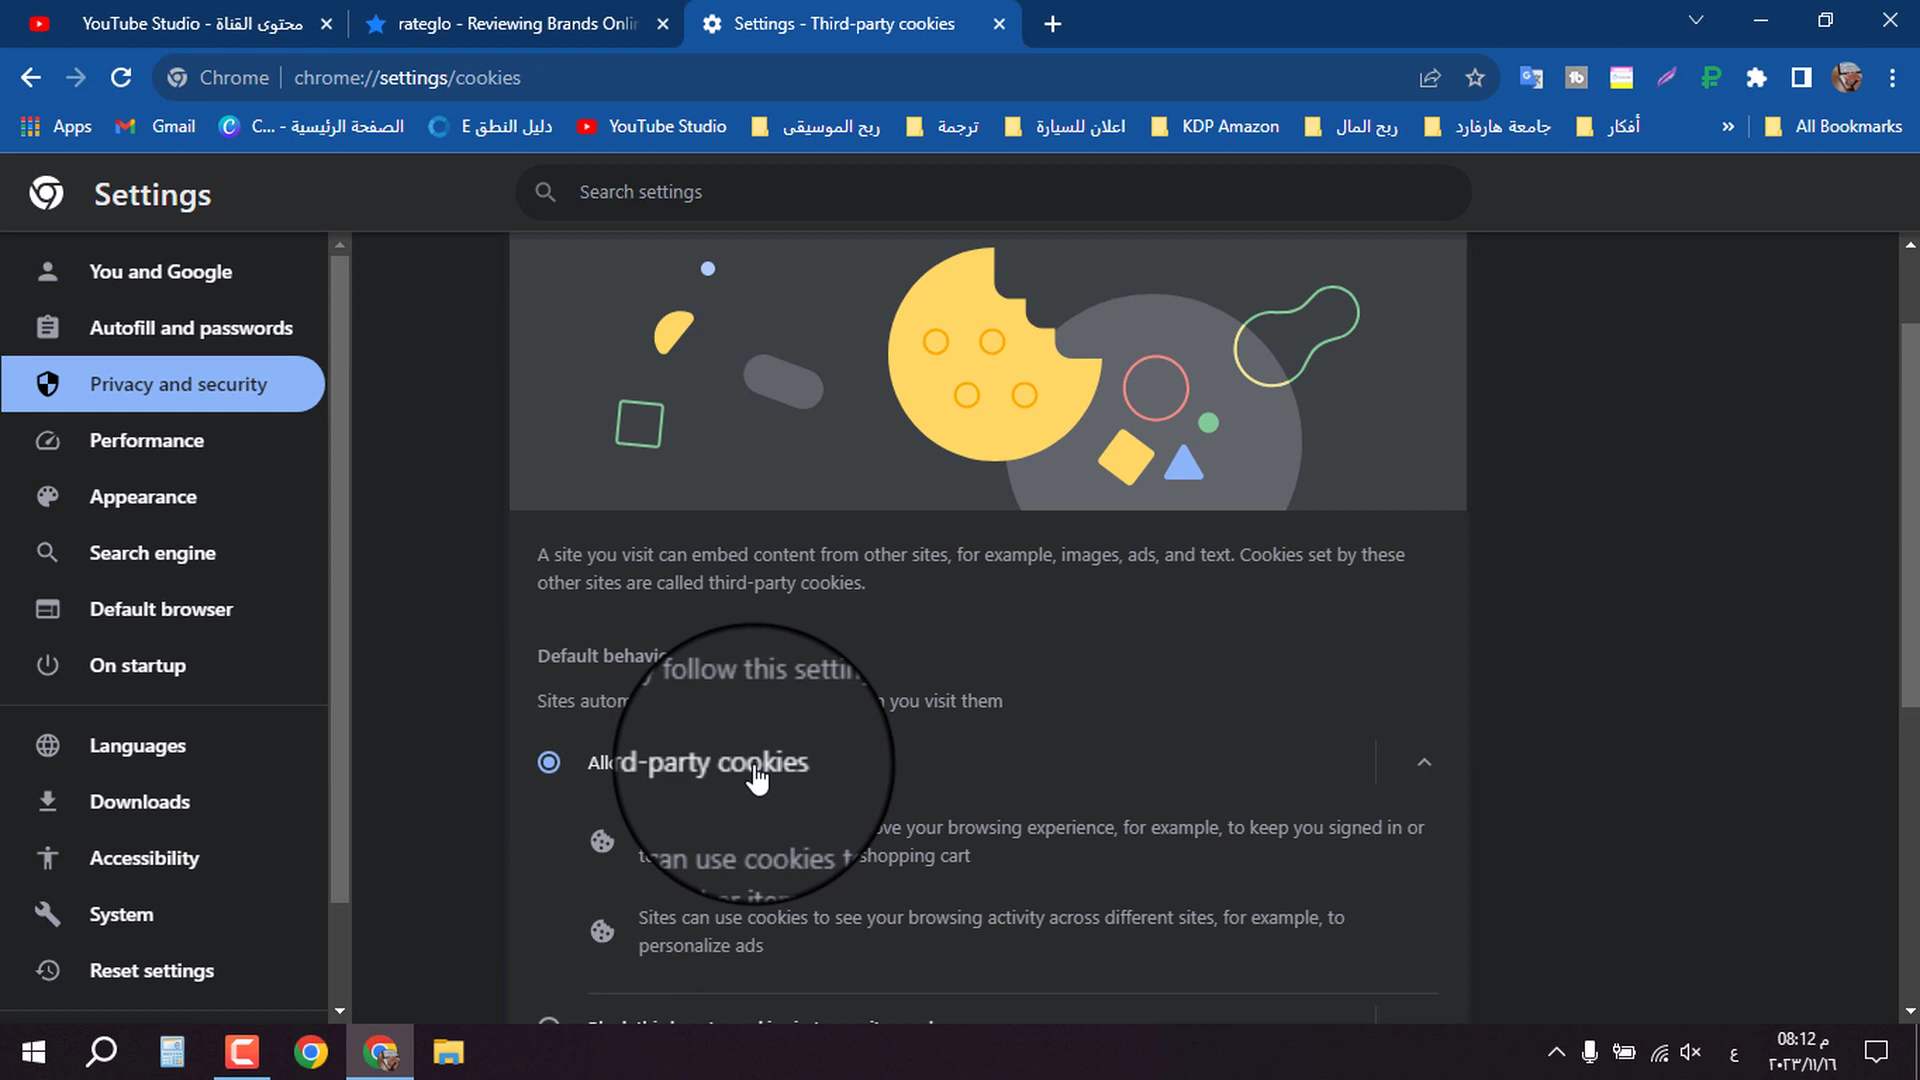 YouTube Studio - محتوى القناة
rateglo - Reviewing Brands Onli
Settings - Third-party cookies
Chrome
chrome://settings/cookies
Apps
Gmail
C... - الصفحة الرئيسية
دليل النطق E
YouTube Studio
ربح الموسيقى
ترجمة
اعلان للسيارة
KDP Amazon
ربح المال
جامعة هارفارد
أفكار
»
All Bookmarks
Settings
Search settings
You and Google
Autofill and passwords
Privacy and security
Performance
Appearance
Search engine
Default browser
On startup
Languages
Downloads
Accessibility
System
Reset settings
A site you visit can embed content from other sites, for example, images, ads, and text. Cookies set by these
other sites are called third-party cookies.
Default behavio
follow this settin
Sites autom
you visit them
Allo
d-party cookies
ove your browsing experience, for example, to keep you signed in or
can use cookies t
shopping cart
Sites can use cookies to see your browsing activity across different sites, for example, to
personalize ads
08:12 م
ع
٢٠٢٣/١١/١٦